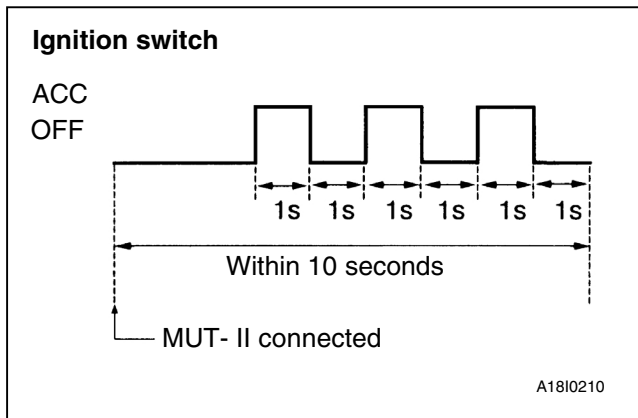 Ignition switch
ACC
OFF
1s 1s 1s 1s 1s 1s
Within 10 seconds
MUT- II connected
A18I0210